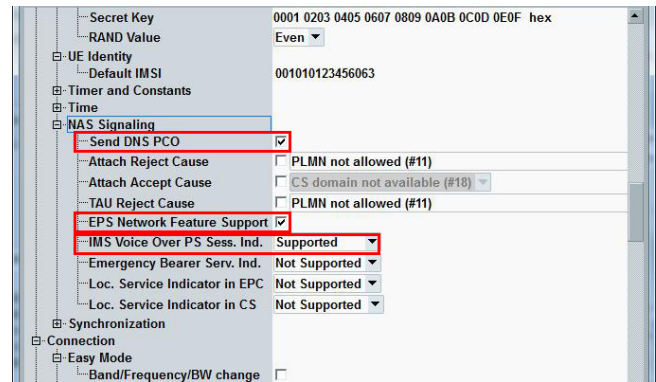 Secret Key 0001 0203 0405 0607 0809 0A0B 0C0D 0E0F hex
RAND Value Even
UE Identity
Default IMSI 001010123456063
Timer and Constants
Time
NAS Signaling
Send DNS PCO
Attach Reject Cause PLMN not allowed (#11)
Attach Accept Cause CS domain not available (#18)
TAU Reject Cause PLMN not allowed (#11)
EPS Network Feature Support
IMS Voice Over PS Sess. Ind. Supported
Emergency Bearer Serv. Ind. Not Supported
Loc. Service Indicator in EPC Not Supported
Loc. Service Indicator in CS Not Supported
Synchronization
Connection
Easy Mode
Band/Frequency/BW change